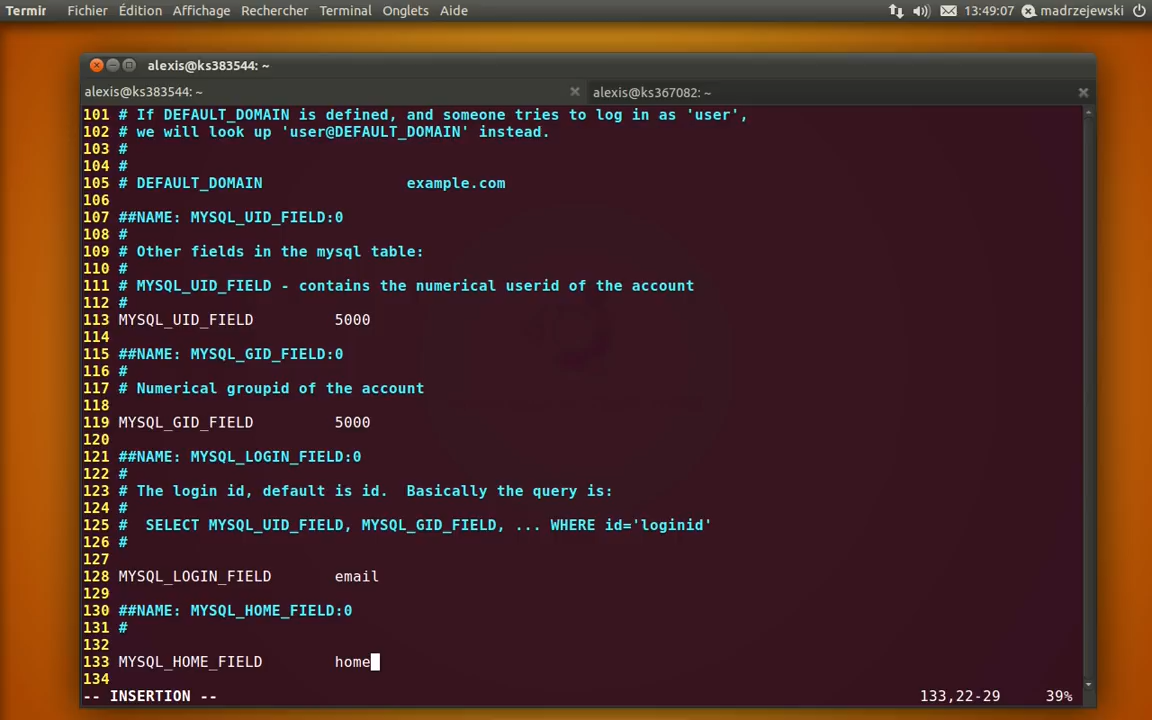 Termir Fichier Édition Affichage Rechercher Terminal Onglets Aide 13:49:07 madrzejewski
alexis@ks383544: ~
alexis@ks383544: ~ alexis@ks367082: ~
101 # If DEFAULT_DOMAIN is defined, and someone tries to log in as 'user',
102 # we will look up 'user@DEFAULT_DOMAIN' instead.
103 #
104 #
105 # DEFAULT_DOMAIN example.com
106
107 ##NAME: MYSQL_UID_FIELD:0
108 #
109 # Other fields in the mysql table:
110 #
111 # MYSQL_UID_FIELD - contains the numerical userid of the account
112 #
113 MYSQL_UID_FIELD 5000
114
115 ##NAME: MYSQL_GID_FIELD:0
116 #
117 # Numerical groupid of the account
118
119 MYSQL_GID_FIELD 5000
120
121 ##NAME: MYSQL_LOGIN_FIELD:0
122 #
123 # The login id, default is id.  Basically the query is:
124 #
125 #  SELECT MYSQL_UID_FIELD, MYSQL_GID_FIELD, ... WHERE id='loginid'
126 #
127
128 MYSQL_LOGIN_FIELD email
129
130 ##NAME: MYSQL_HOME_FIELD:0
131 #
132
133 MYSQL_HOME_FIELD home
134
-- INSERTION -- 133,22-29 39%